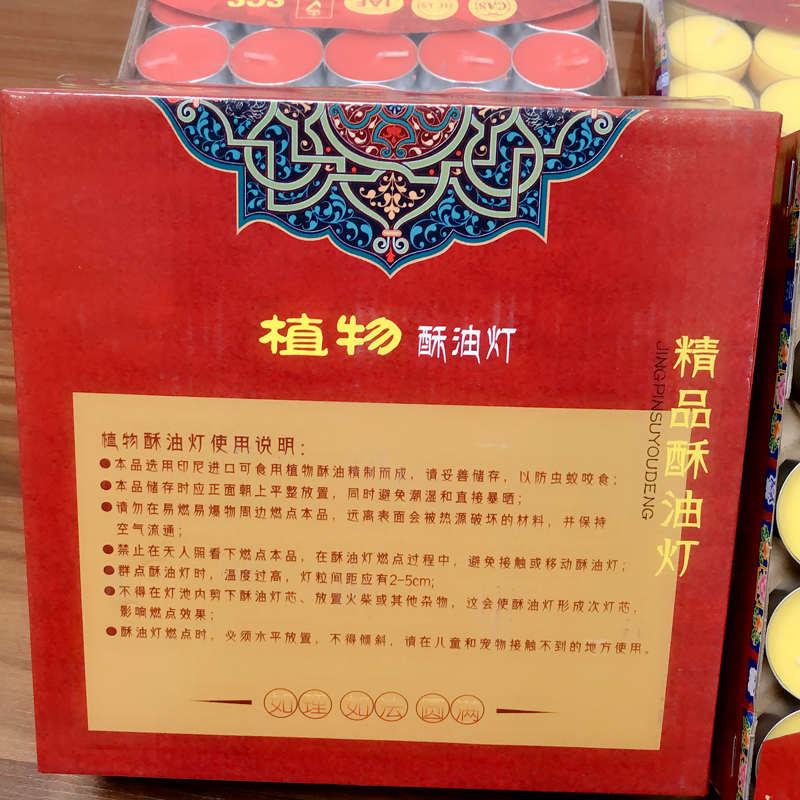 SGS
IAF
CAS
植物 酥油灯
精品酥油灯
JINGPINSUYOUDENG
植物酥油灯使用说明：
●本品选用印尼进口可食用植物酥油精制而成，请妥善储存，以防虫蚁咬食；
●本品储存时应正面朝上平整放置，同时避免潮湿和直接暴晒；
●请勿在易燃易爆物周边燃点本品，远离表面会被热源破坏的材料，并保持
空气流通；
●禁止在无人照看下燃点本品，在酥油灯燃点过程中，避免接触或移动酥油灯；
●群点酥油灯时，温度过高，灯粒间距应有2-5cm；
●不得在灯池内剪下酥油灯芯、放置火柴或其他杂物，这会使酥油灯形成次灯芯，
影响燃点效果；
●酥油灯燃点时，必须水平放置，不得倾斜，请在儿童和宠物接触不到的地方使用。
如理 如法 圆满